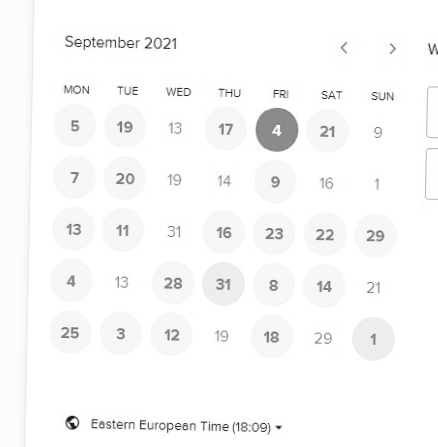 September 2021
W
MON TUE WED THU FRI SAT SUN
5 19 13 17 4 21 9
7 20 19 14 9 16 1
13 11 31 16 23 22 29
4 13 28 31 8 14 21
25 3 12 19 18 29 1
Eastern European Time (18:09)